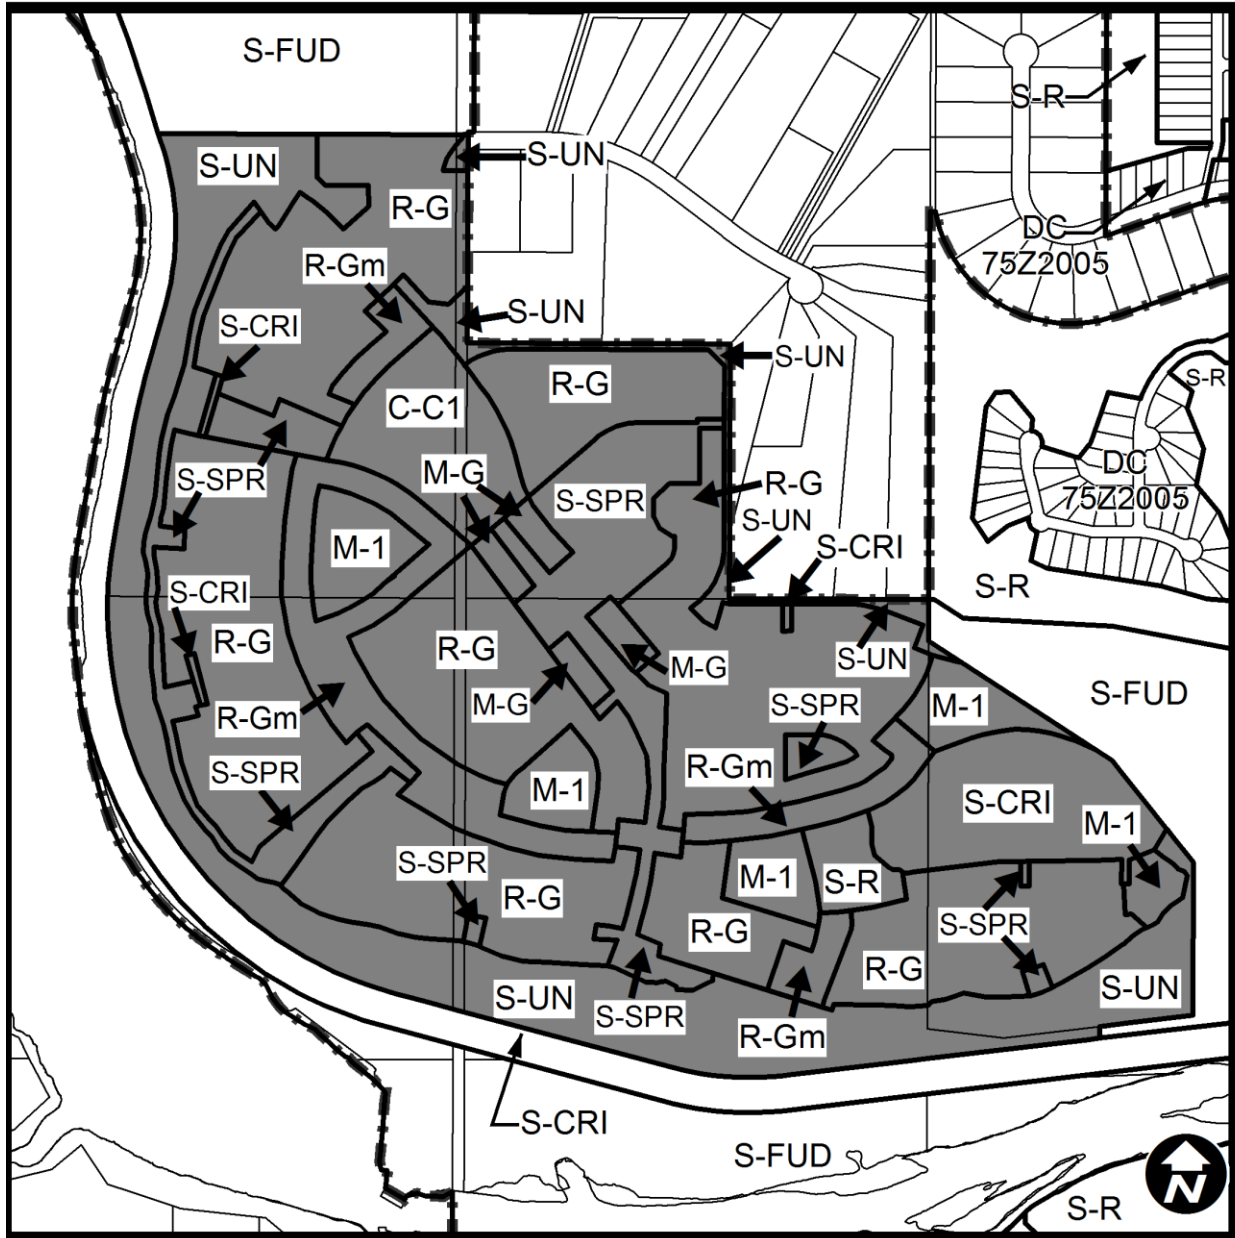 S-FUD
S-R
S-UN
S-UN
R-G
DC
75Z2005
R-Gm
S-UN
S-CRI
S-UN
R-G
S-R
C-C1
DC
75Z2005
M-G
S-SPR
S-SPR
R-G
S-UN
M-1
S-CRI
S-CRI
S-R
R-G
R-G
S-UN
M-G
S-FUD
M-G
S-SPR
M-1
R-Gm
S-SPR
R-Gm
M-1
S-CRI
M-1
S-SPR
M-1
S-R
R-G
S-SPR
R-G
R-G
S-UN
S-UN
S-SPR
R-Gm
S-CRI
S-FUD
S-R
N